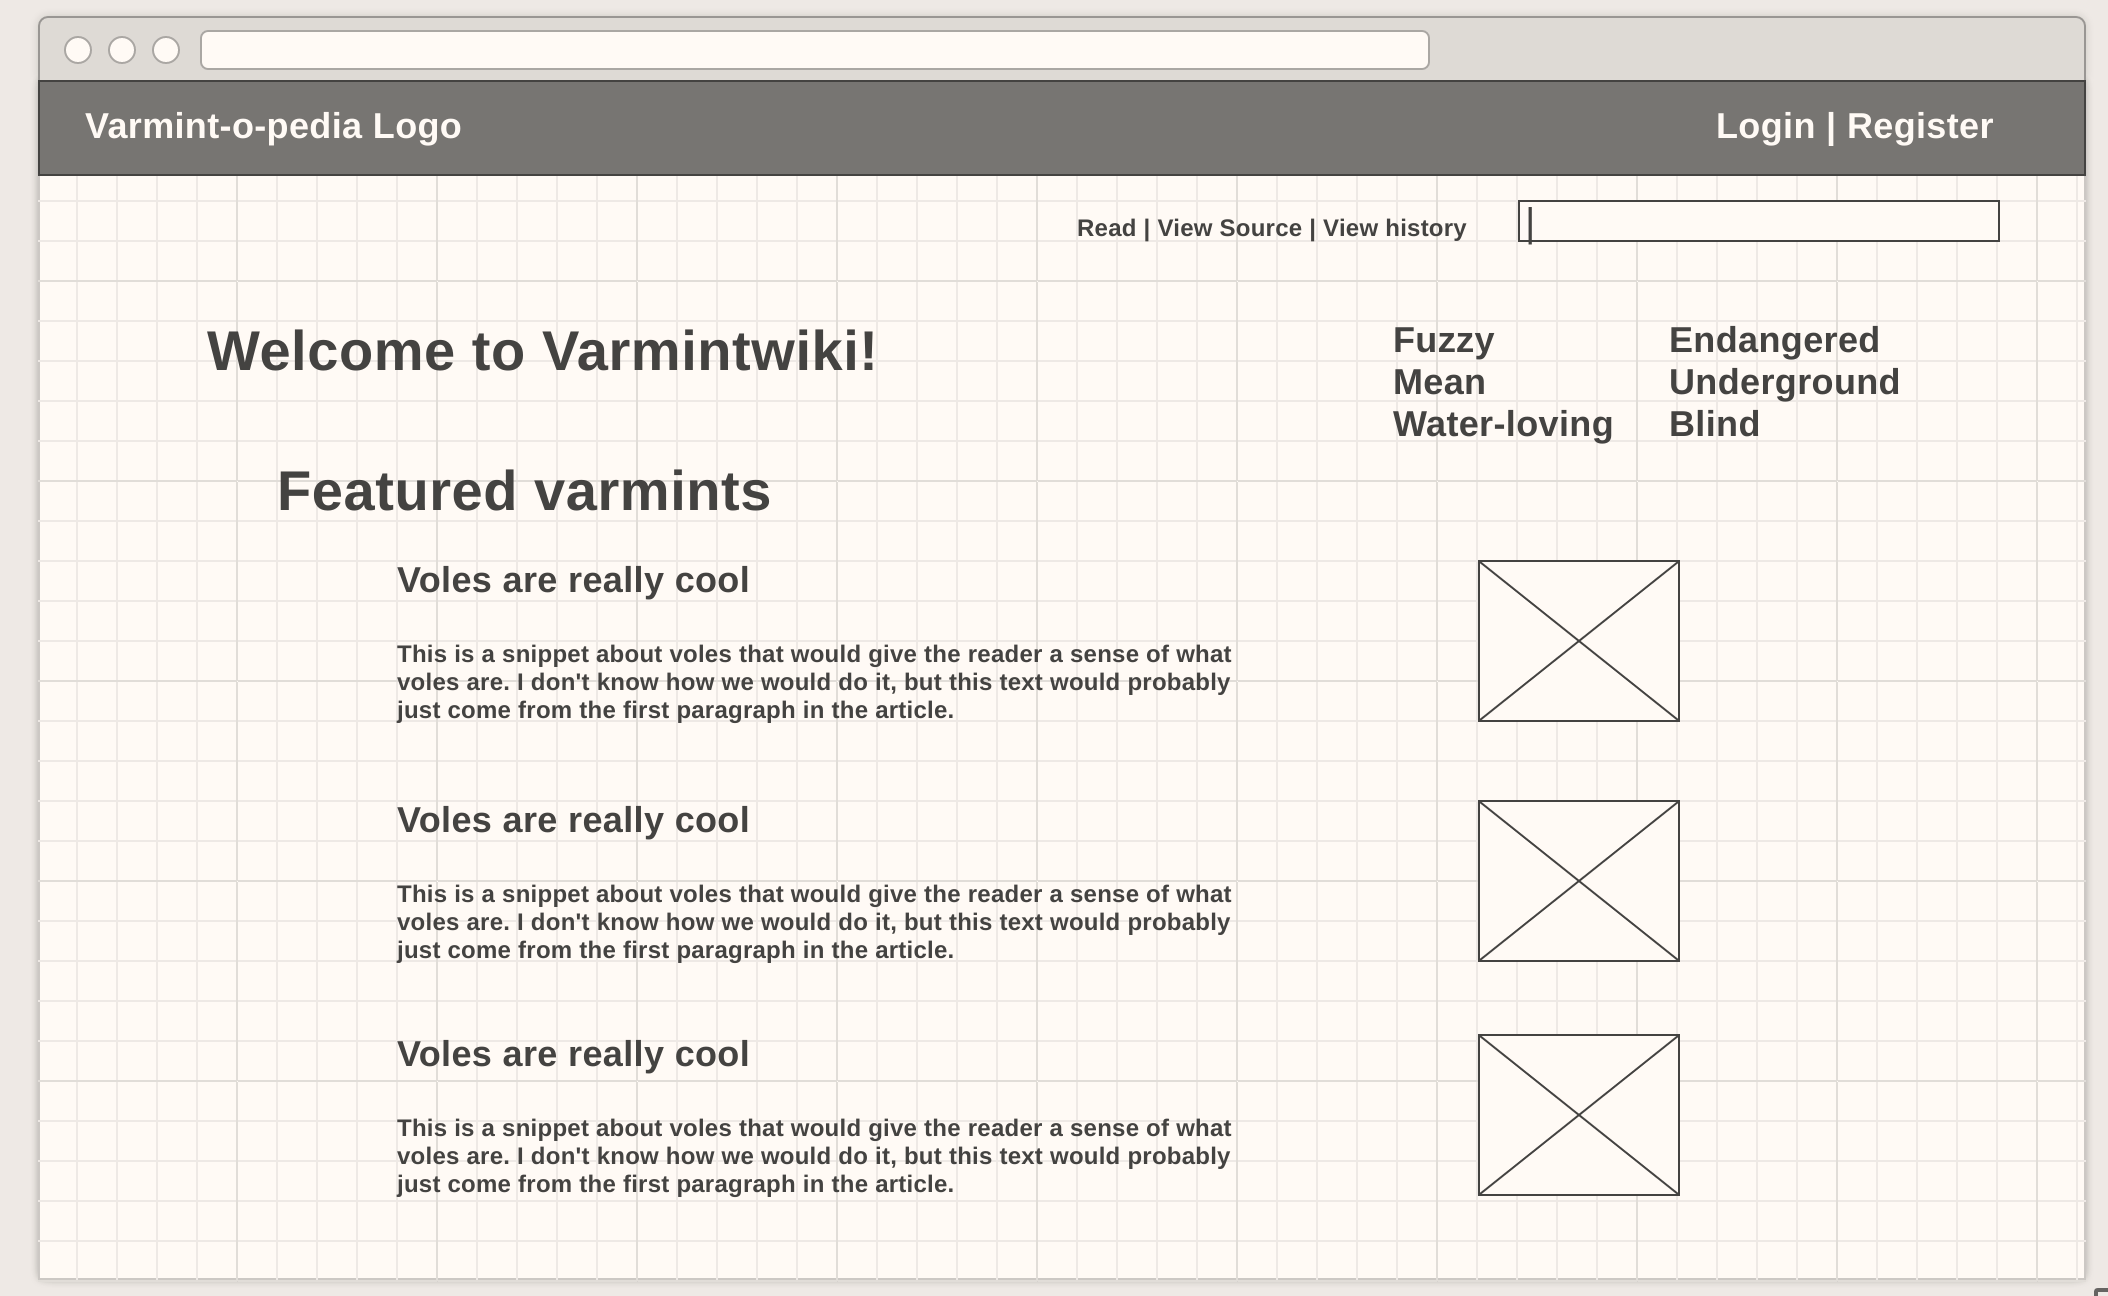 Varmint-o-pedia Logo
Login | Register
Read | View Source | View history
Welcome to Varmintwiki!
Fuzzy
Mean
Water-loving
Endangered
Underground
Blind
Featured varmints
Voles are really cool
This is a snippet about voles that would give the reader a sense of what
voles are. I don't know how we would do it, but this text would probably
just come from the first paragraph in the article.
Voles are really cool
This is a snippet about voles that would give the reader a sense of what
voles are. I don't know how we would do it, but this text would probably
just come from the first paragraph in the article.
Voles are really cool
This is a snippet about voles that would give the reader a sense of what
voles are. I don't know how we would do it, but this text would probably
just come from the first paragraph in the article.